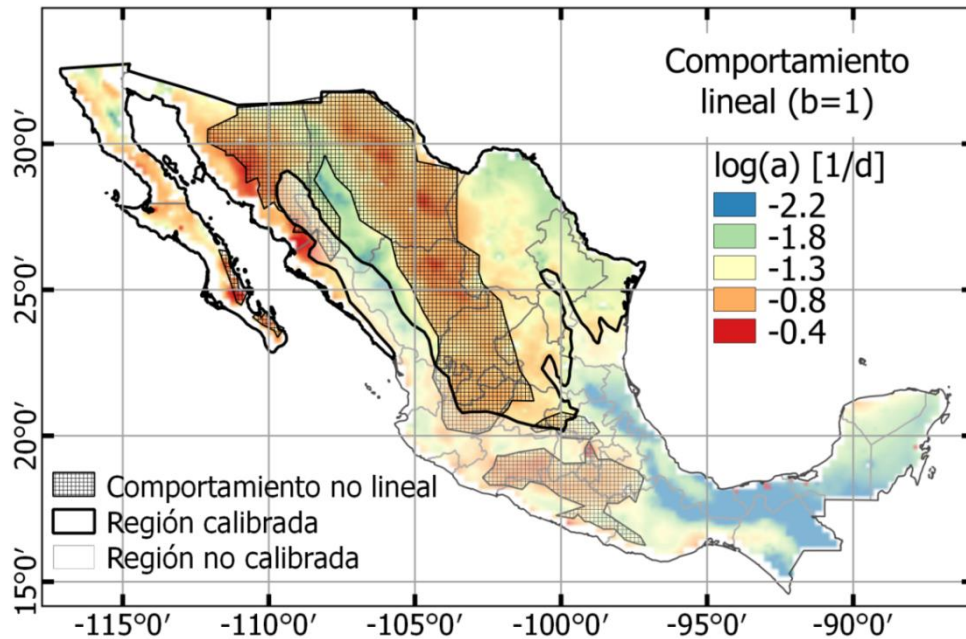 Comportamiento
lineal (b=1)
log(a) [1/d]
-2.2
-1.8
-1.3
-0.8
-0.4
Comportamiento no lineal
Región calibrada
Región no calibrada
30°0′
25°0′
20°0′
15°0′
-115°0′ -110°0′ -105°0′ -100°0′ -95°0′ -90°0′